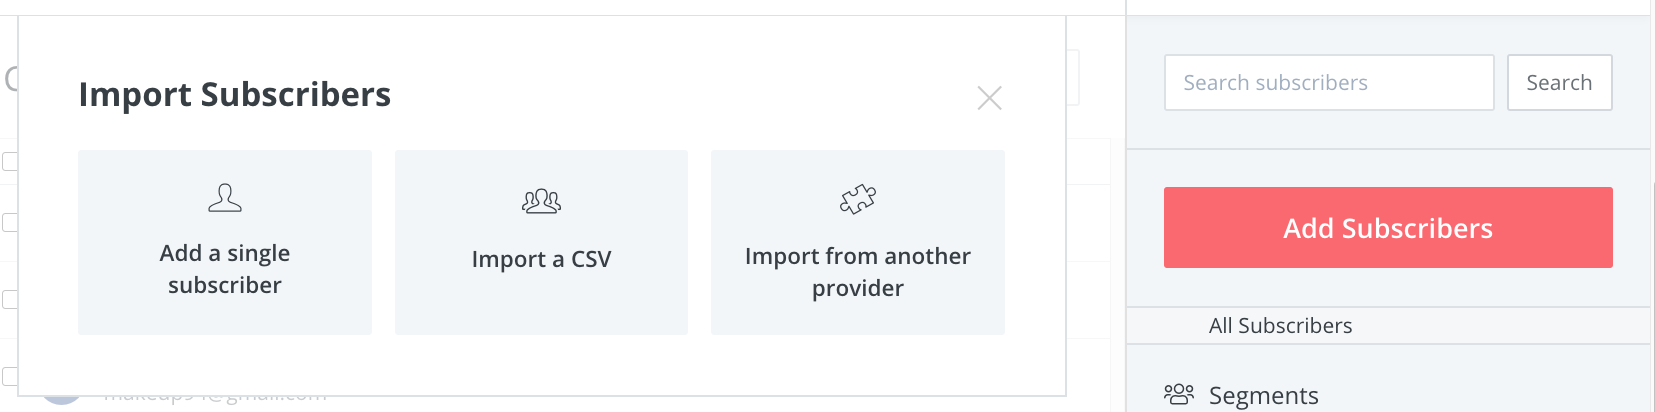 Import Subscribers
Add a single
subscriber
Import a CSV
Import from another
provider
Search subscribers
Search
Add Subscribers
All Subscribers
Segments